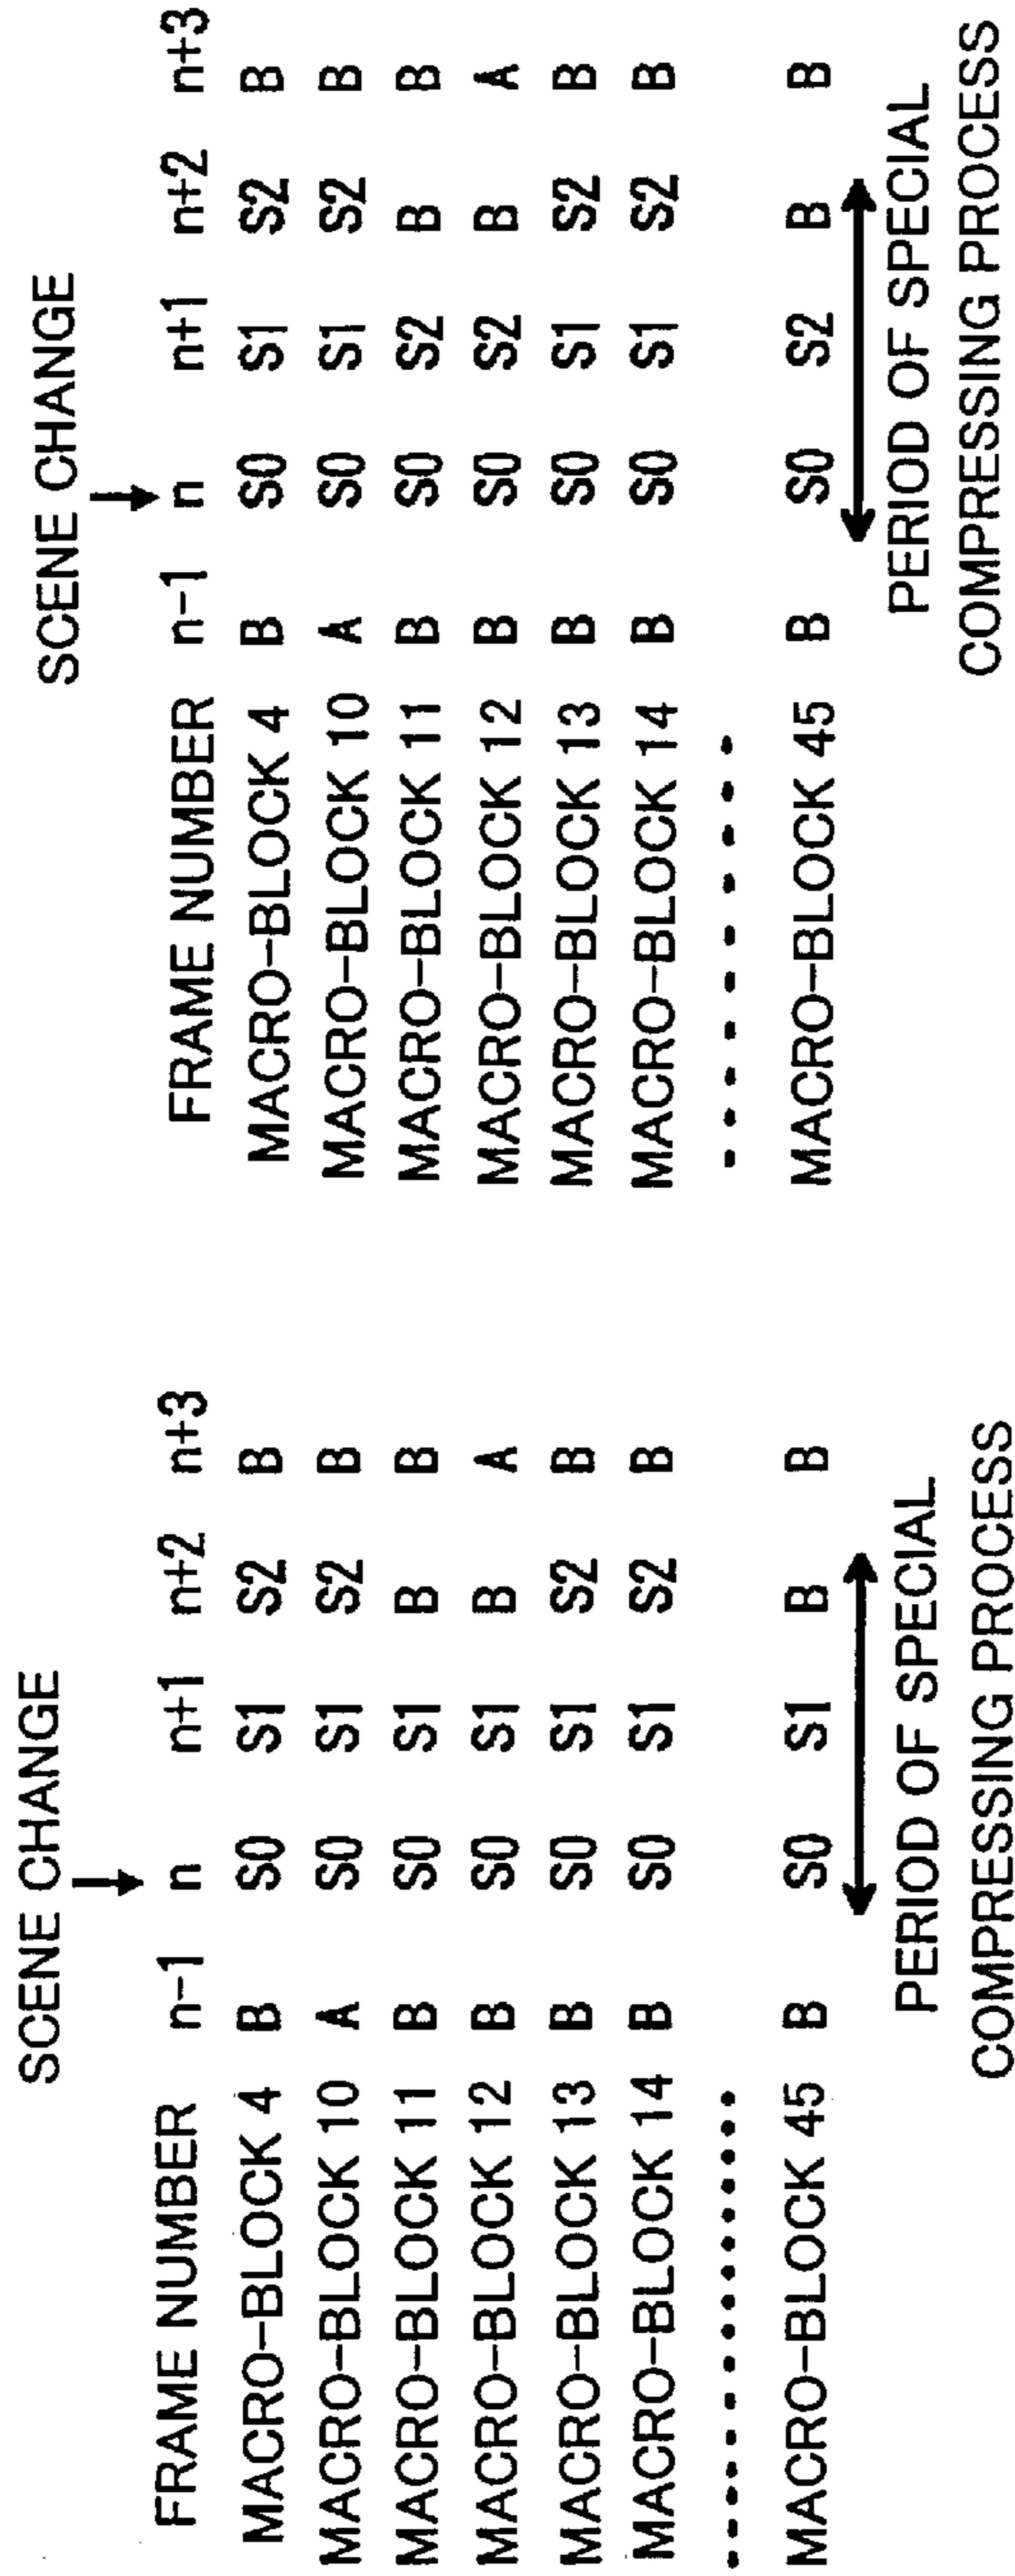 SCENE CHANGE
FRAME NUMBER n-1 n n+1 n+2 n+3
MACRO-BLOCK 4 B S0 S1 S2 B
MACRO-BLOCK 10 A S0 S1 S2 B
MACRO-BLOCK 11 B S0 S1 B B
MACRO-BLOCK 12 B S0 S1 B A
MACRO-BLOCK 13 B S0 S1 S2 B
MACRO-BLOCK 14 B S0 S1 S2 B
MACRO-BLOCK 45 B S0 S1 B B
PERIOD OF SPECIAL
COMPRESSING PROCESS
SCENE CHANGE
FRAME NUMBER n-1 n n+1 n+2 n+3
MACRO-BLOCK 4 B S0 S1 S2 B
MACRO-BLOCK 10 A S0 S1 S2 B
MACRO-BLOCK 11 B S0 S2 B B
MACRO-BLOCK 12 B S0 S2 B A
MACRO-BLOCK 13 B S0 S1 S2 B
MACRO-BLOCK 14 B S0 S1 S2 B
MACRO-BLOCK 45 B S0 S2 B B
PERIOD OF SPECIAL
COMPRESSING PROCESS